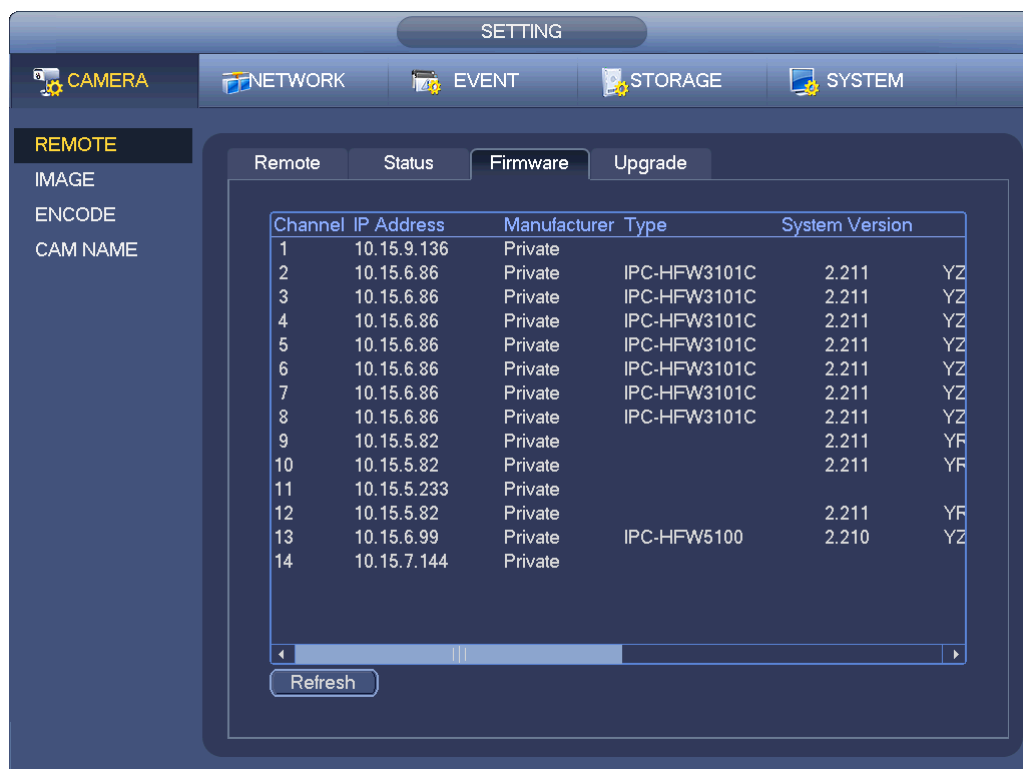 SETTING
CAMERA NETWORK EVENT STORAGE SYSTEM
REMOTE
IMAGE
ENCODE
CAM NAME
Remote Status Firmware Upgrade
Channel IP Address Manufacturer Type System Version
1 10.15.9.136 Private
2 10.15.6.86 Private IPC-HFW3101C 2.211 YZ
3 10.15.6.86 Private IPC-HFW3101C 2.211 YZ
4 10.15.6.86 Private IPC-HFW3101C 2.211 YZ
5 10.15.6.86 Private IPC-HFW3101C 2.211 YZ
6 10.15.6.86 Private IPC-HFW3101C 2.211 YZ
7 10.15.6.86 Private IPC-HFW3101C 2.211 YZ
8 10.15.6.86 Private IPC-HFW3101C 2.211 YZ
9 10.15.5.82 Private 2.211 YR
10 10.15.5.82 Private 2.211 YR
11 10.15.5.233 Private
12 10.15.5.82 Private 2.211 YR
13 10.15.6.99 Private IPC-HFW5100 2.210 YZ
14 10.15.7.144 Private
Refresh